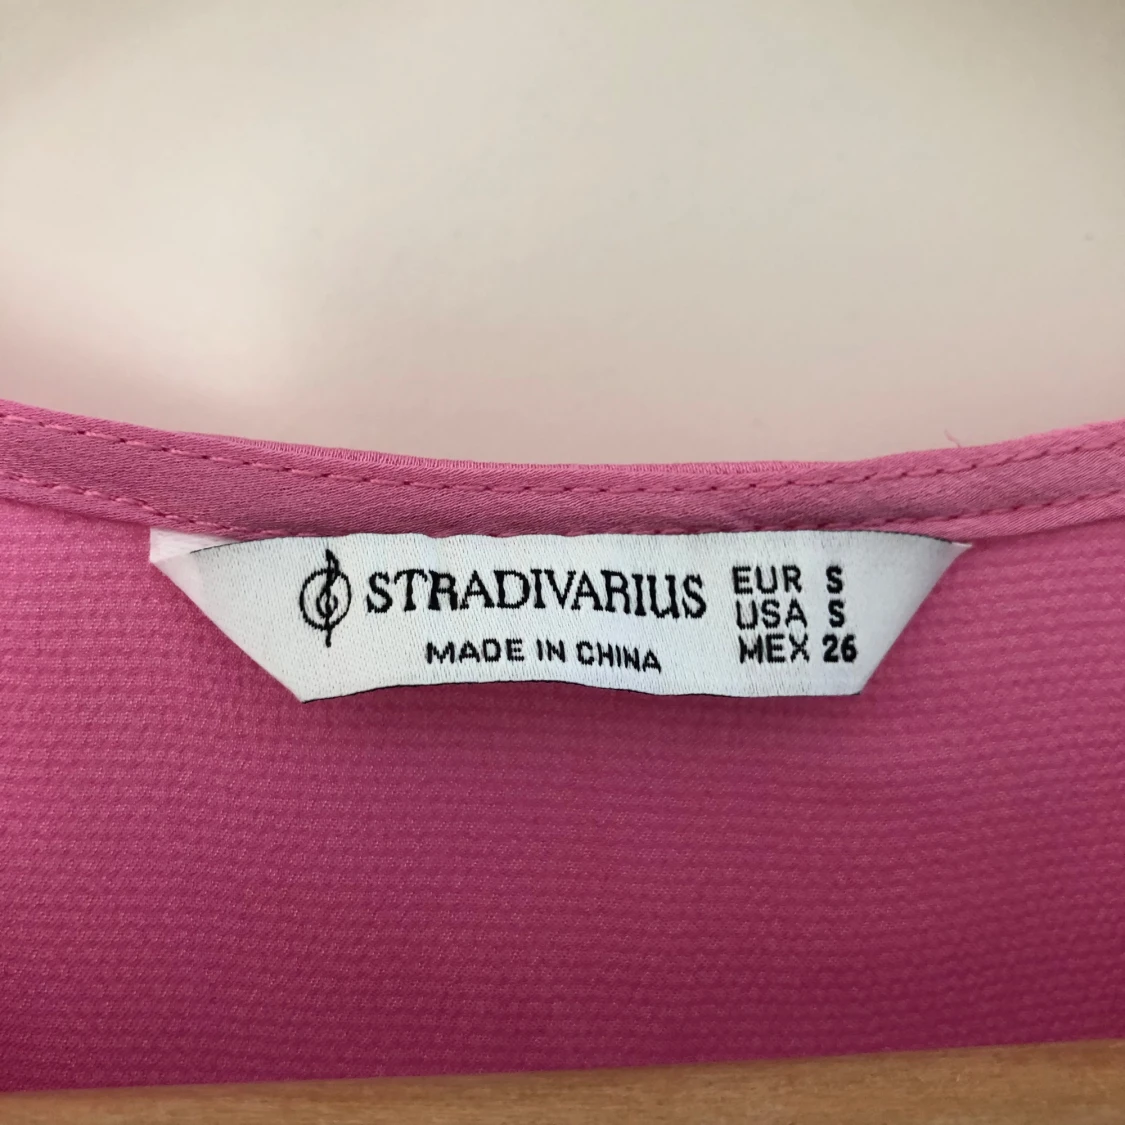 STRADIVARIUS
MADE IN CHINA
EUR S
USA S
MEX 26